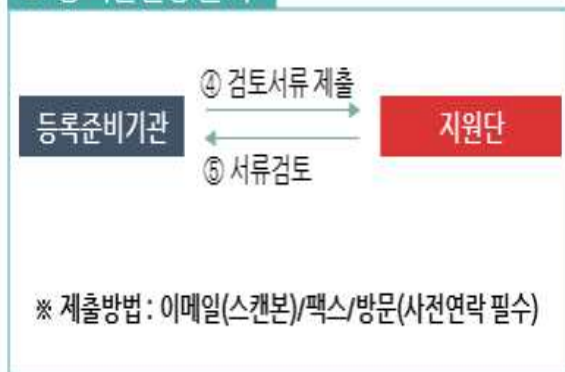 ④ 검토서류 제출
등록준비기관
지원단
⑤ 서류검토
※ 제출방법 : 이메일(스캔본)/팩스/방문(사전연락 필수)